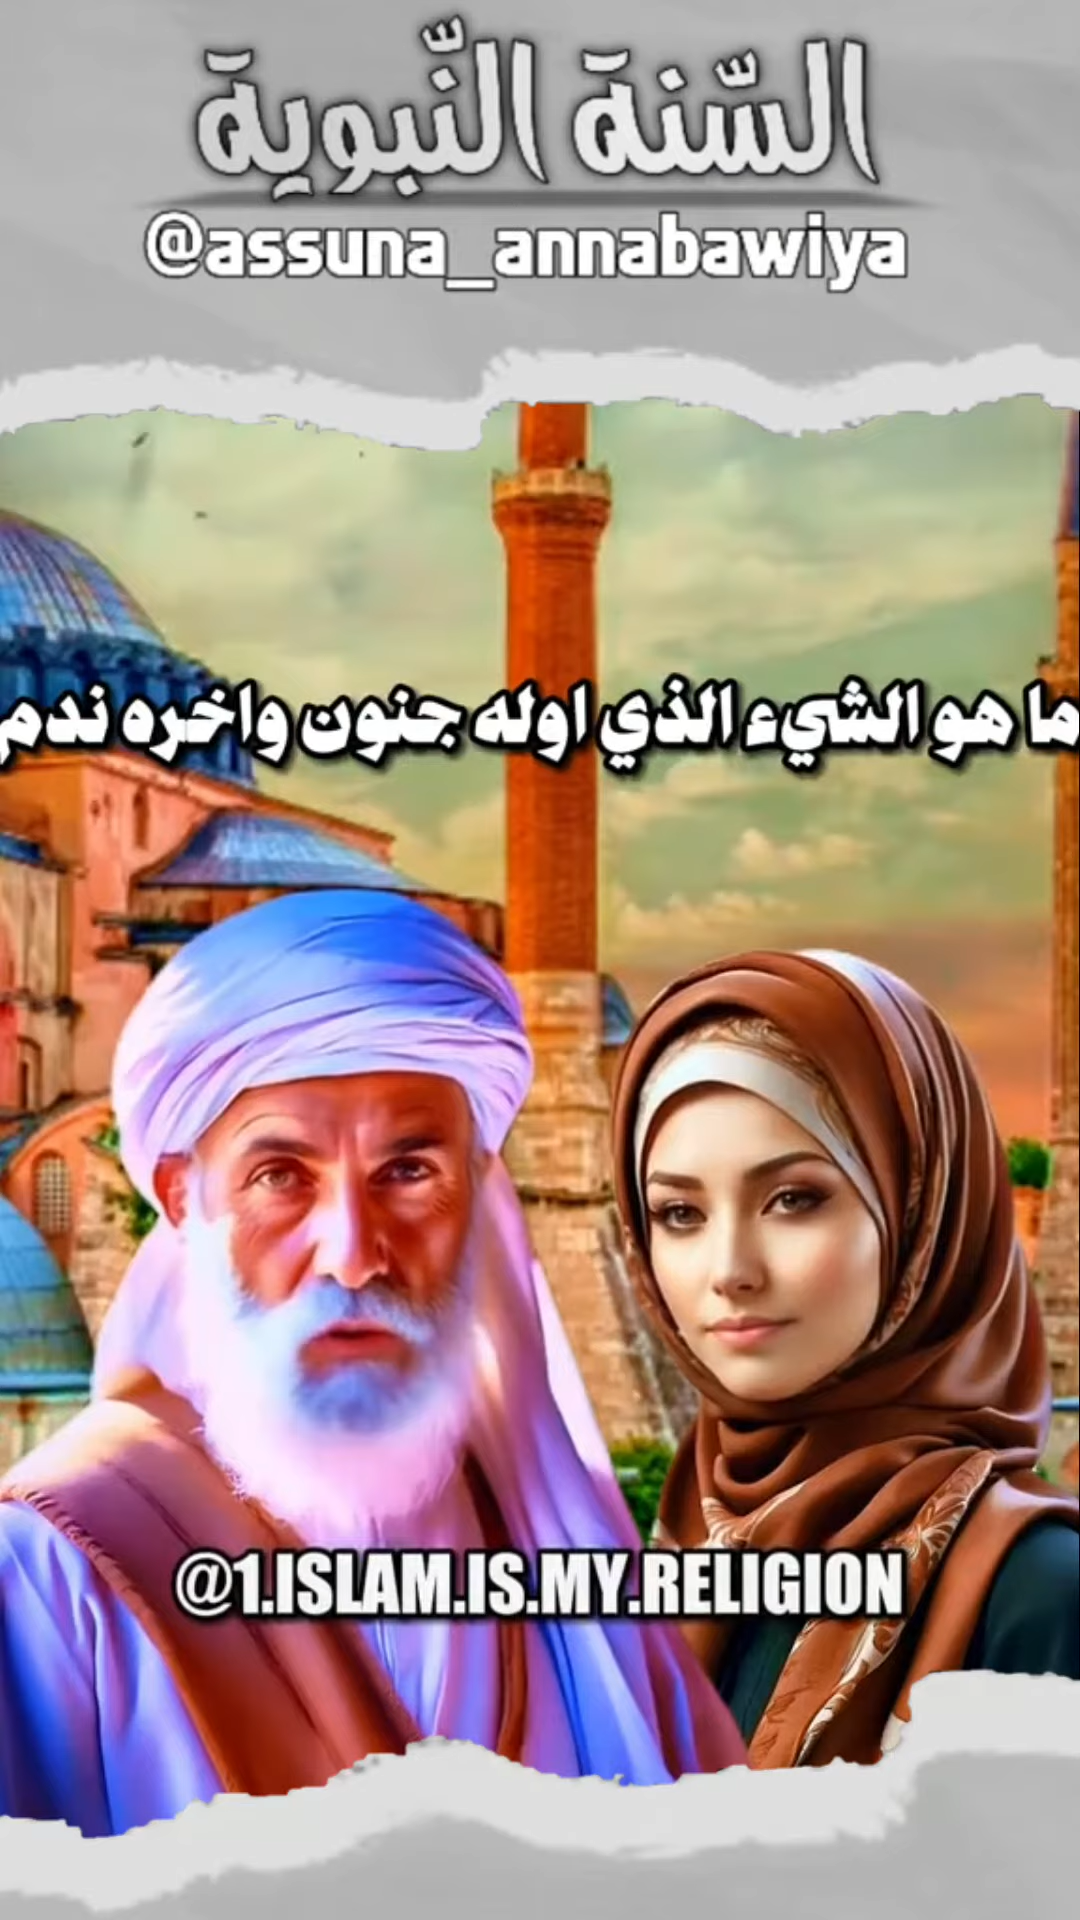 السّنة النّبوية
@assuna_annabawiya
ما هو الشيء الذي اوله جنون واخره ندم
@1.ISLAM.IS.MY.RELIGION